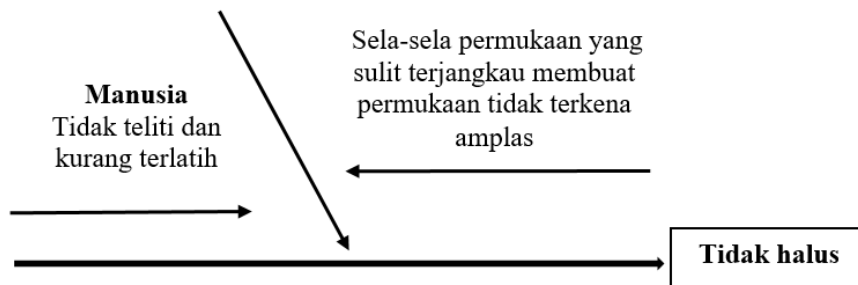 Manusia
Tidak teliti dan
kurang terlatih
Sela-sela permukaan yang
sulit terjangkau membuat
permukaan tidak terkena
amplas
Tidak halus